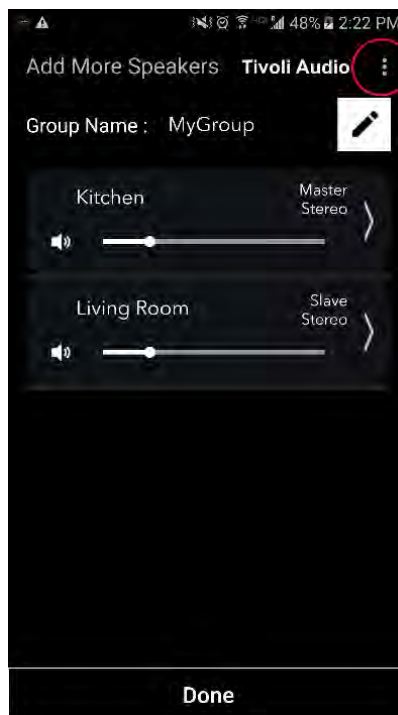 48% 2:22 PM
Add More Speakers Tivoli Audio
Group Name : MyGroup
Kitchen
Master
Stereo
Living Room
Slave
Stereo
Done